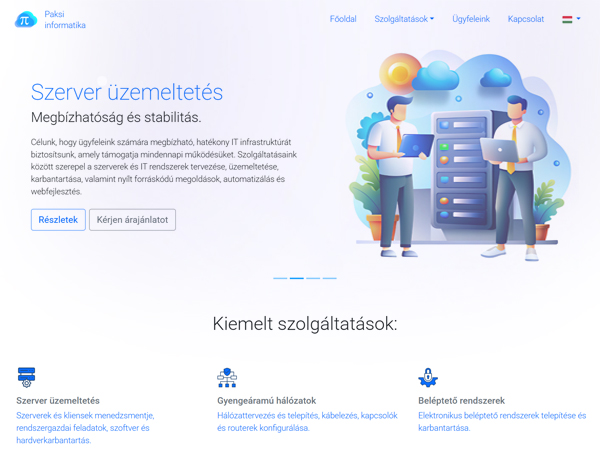 π
Paksi
informatika
Főoldal
Szolgáltatások
Ügyfeleink
Kapcsolat
Szerver üzemeltetés
Megbízhatóság és stabilitás.
Célunk, hogy ügyfeleink számára megbízható, hatékony IT infrastruktúrát
biztosítsunk, amely támogatja mindennapi működésüket. Szolgáltatásaink
között szerepel a szerverek és IT rendszerek tervezése, üzemeltetése,
karbantartása, valamint nyílt forráskódú megoldások, automatizálás és
webfejlesztés.
Részletek
Kérjen árajánlatot
Kiemelt szolgáltatások:
Szerver üzemeltetés
Szerverek és kliensek menedzsmentje,
rendszergazdai feladatok, szoftver és
hardverkarbantartás.
Gyengeáramú hálózatok
Hálózattervezés és telepítés, kábelezés, kapcsolók
és routerek konfigurálása.
Beléptető rendszerek
Elektronikus beléptető rendszerek telepítése és
karbantartása.